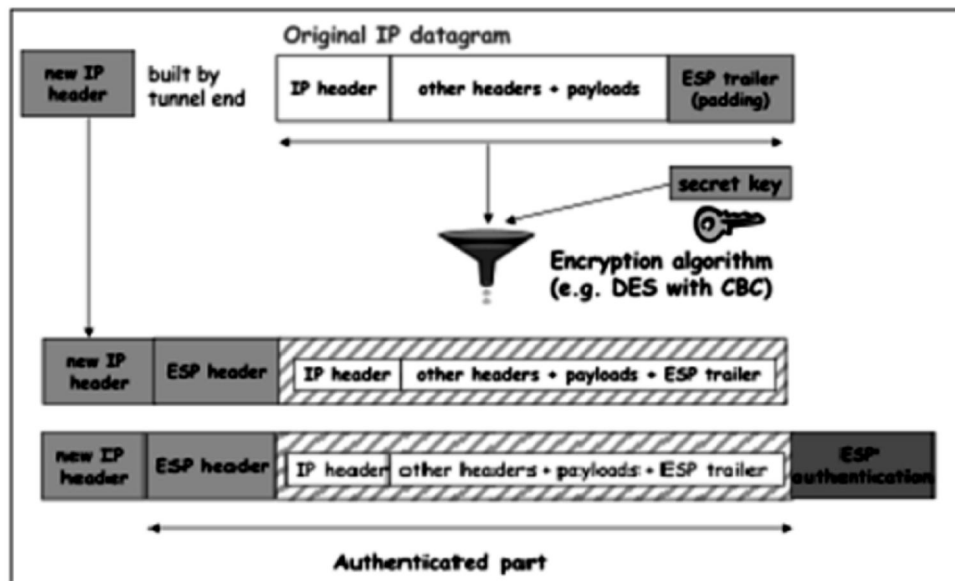 Original IP datagram
new IP
header
built by
tunnel end
IP header
other headers + payloads
ESP trailer
(padding)
secret key
Encryption algorithm
(e.g. DES with CBC)
new IP
header
ESP header
IP header
other headers + payloads + ESP trailer
new IP
header
ESP header
IP header
other headers + payloads + ESP trailer
ESP
authentication
Authenticated part